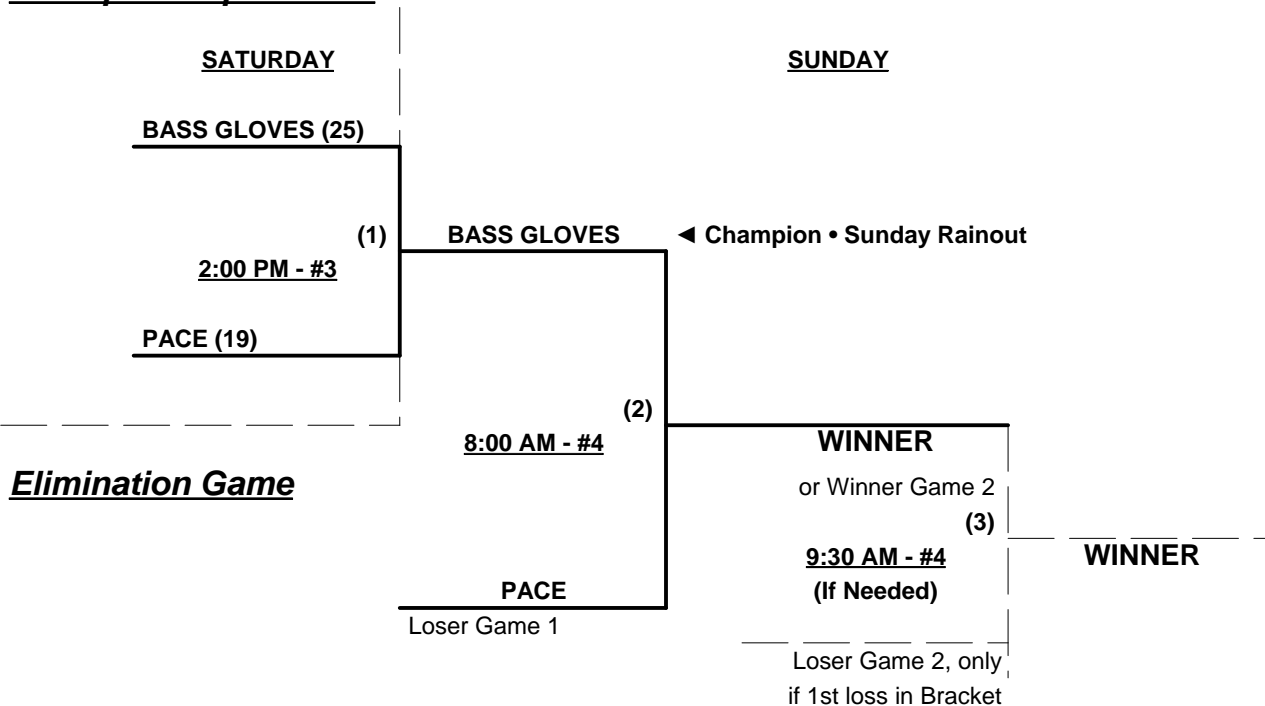 SATURDAY
SUNDAY
BASS GLOVES (25)
(1)
BASS GLOVES
◄ Champion • Sunday Rainout
2:00 PM - #3
PACE (19)
(2)
8:00 AM - #4
WINNER
Elimination Game
or Winner Game 2
(3)
9:30 AM - #4
WINNER
PACE
(If Needed)
Loser Game 1
Loser Game 2, only
if 1st loss in Bracket